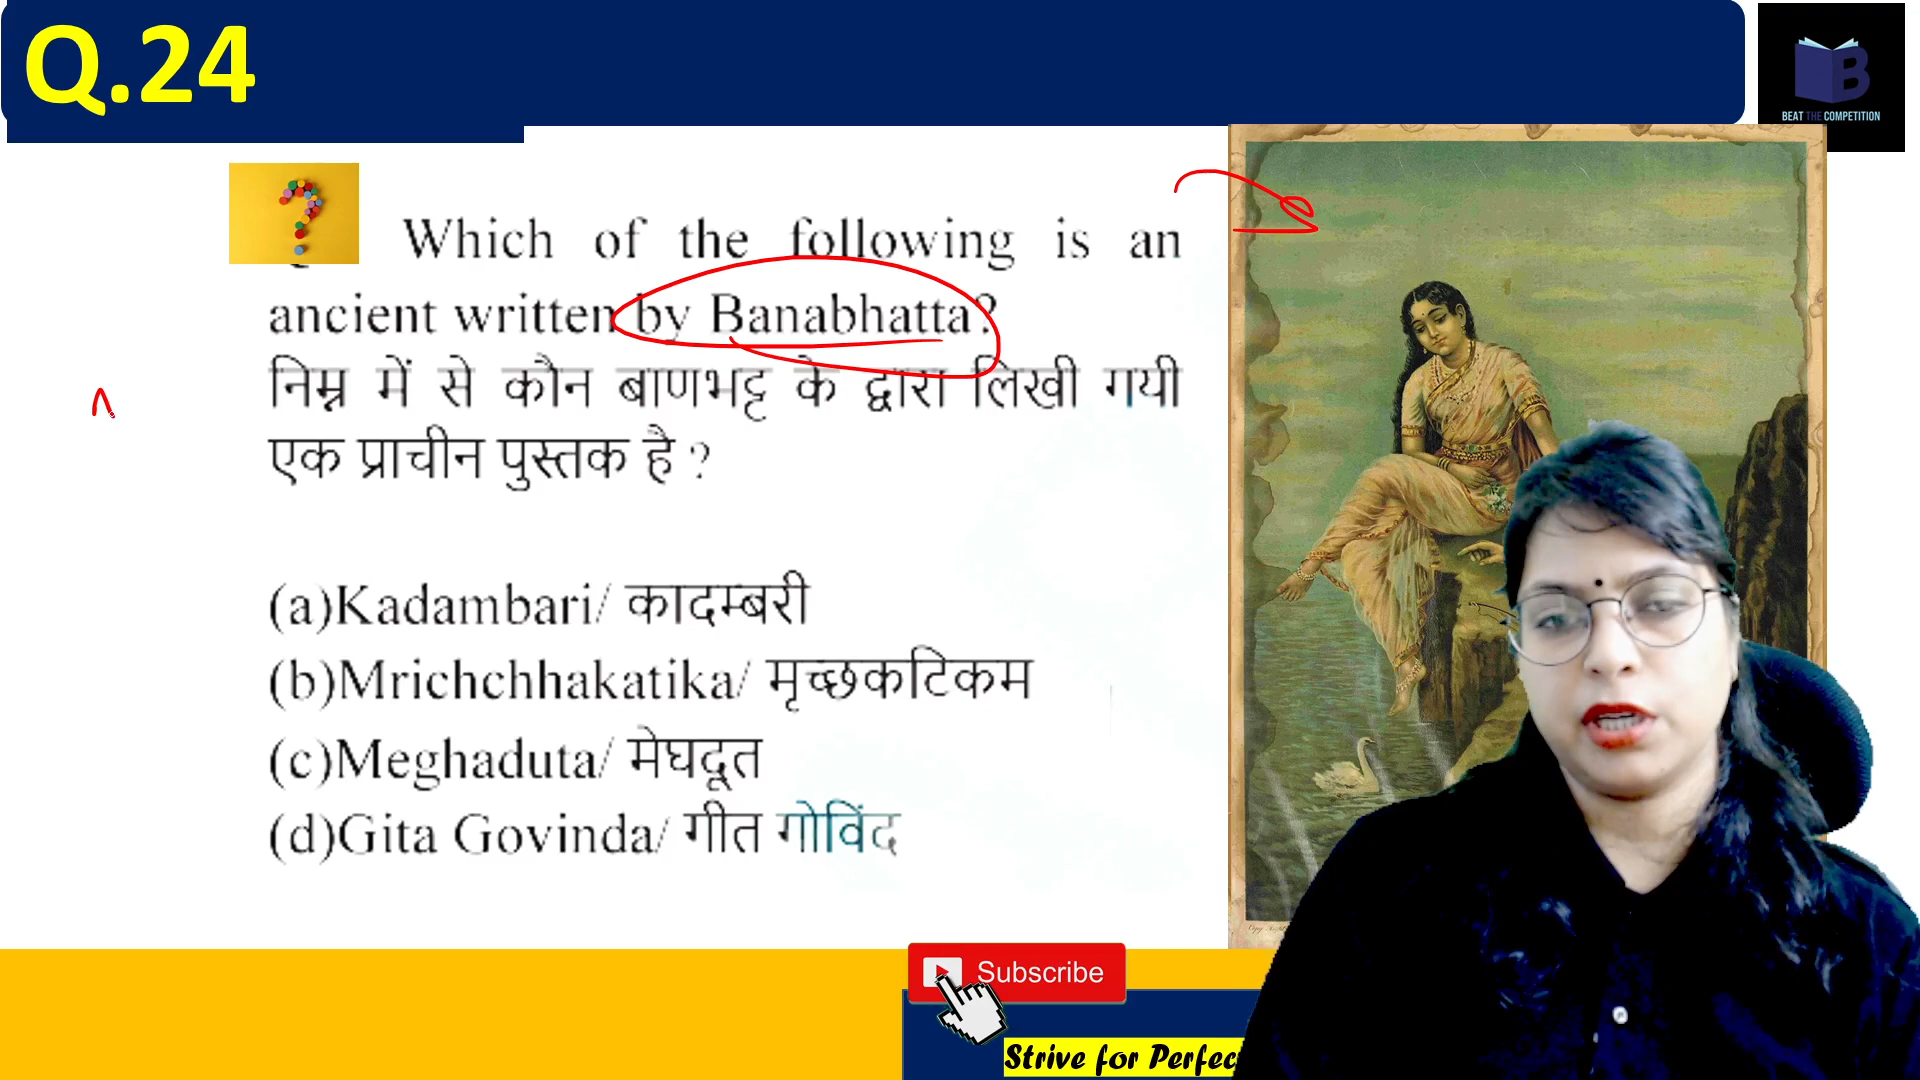 Q.24
BEAT THE COMPETITION
Which of the following is an
ancient written by Banabhatta?
निम्न में से कौन बाणभट्ट के द्वारा लिखी गयी
एक प्राचीन पुस्तक है ?
(a)Kadambari/ कादम्बरी
(b)Mrichchhakatika/ मृच्छकटिकम
(c)Meghaduta/ मेघदूत
(d)Gita Govinda/ गीत गोविंद
Subscribe
Strive for Perfec